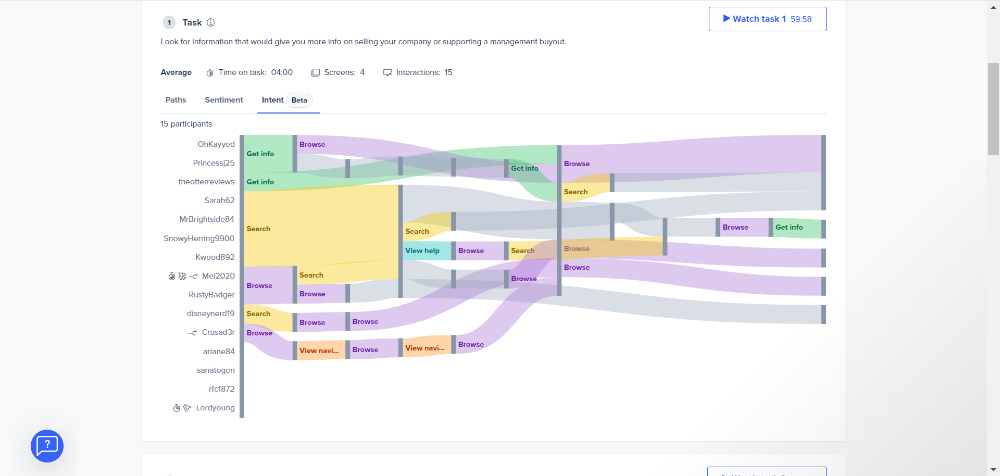 1 Task
Watch task 1 59:58
Look for information that would give you more info on selling your company or supporting a management buyout.
Average Time on task: 04:00 Screens: 4 Interactions: 15
Paths Sentiment Intent Beta
15 participants
OhKayyed
Princessj25
theotterreviews
Sarah62
MrBrightside84
SnowyHerring9900
Kwood892
Mei2020
RustyBadger
disneynerd19
Crusad3r
ariane84
sanatogen
rfc1872
Lordyoung
Get info
Browse
Get info
Get info
Browse
Search
Search
Search
Browse
Get info
View help
Browse
Search
Browse
Browse
Search
Browse
Browse
Browse
Search
Browse
Browse
Browse
View navi...
Browse
View navi...
Browse
?